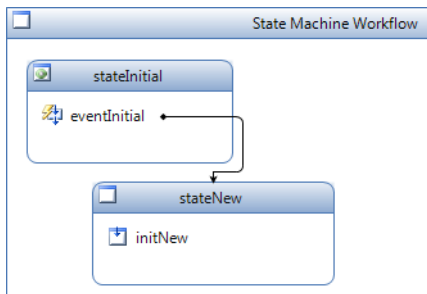 State Machine Workflow
stateInitial
eventInitial
stateNew
initNew